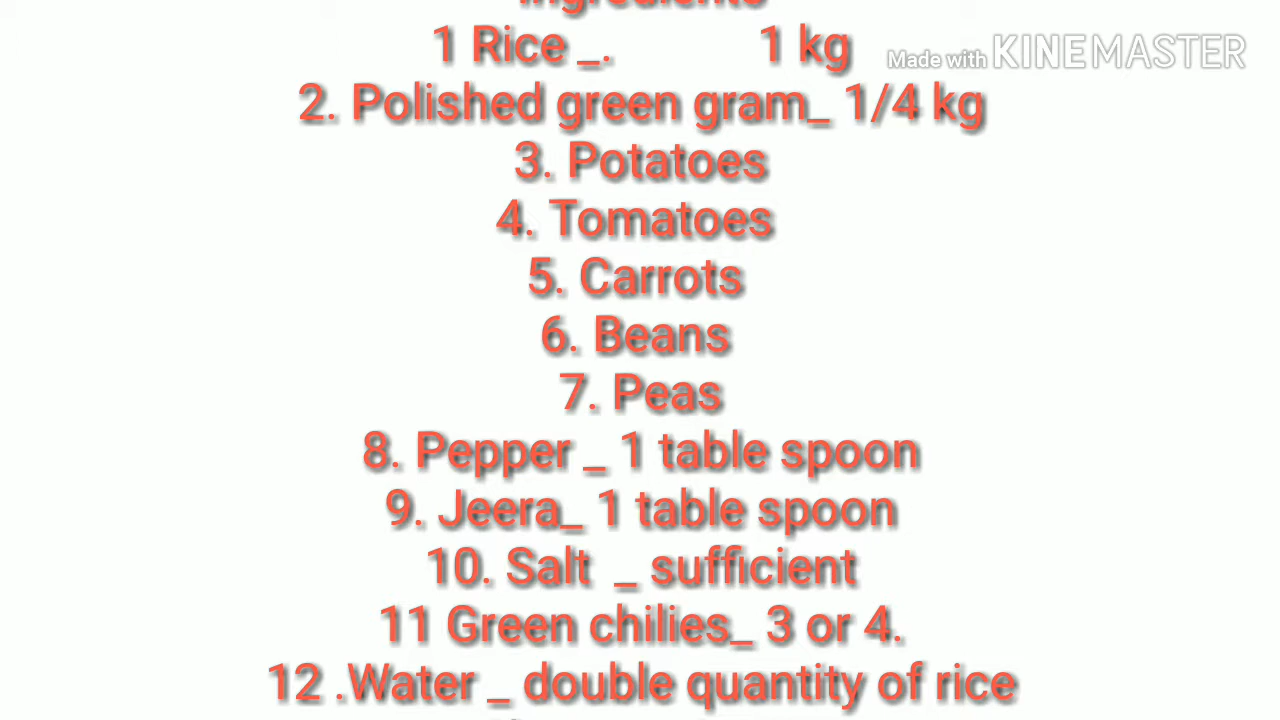 Ingredients
1 Rice _. 1 kg
Made with KINEMASTER
2. Polished green gram_ 1/4 kg
3. Potatoes
4. Tomatoes
5. Carrots
6. Beans
7. Peas
8. Pepper _ 1 table spoon
9. Jeera_ 1 table spoon
10. Salt _ sufficient
11 Green chilies_ 3 or 4.
12 .Water _ double quantity of rice